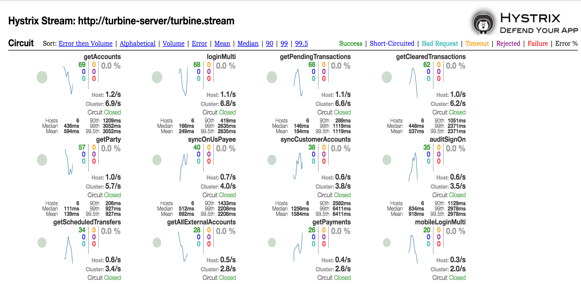 Hystrix Stream: http://turbine-server/turbine.stream
HYSTRIX
DEFEND YOUR APP
Circuit Sort: Error then Volume | Alphabetical | Volume | Error | Mean | Median | 90 | 99 | 99.5
Success | Short-Circuited | Bad Request | Timeout | Rejected | Failure | Error %
getAccounts
69 0 0.0 %
0 0
0 0
Host: 1.2/s
Cluster: 6.9/s
Circuit Closed
Hosts 6 90th 1209ms
Median 436ms 99th 3052ms
Mean 594ms 99.5th 3052ms
loginMulti
68 0 0.0 %
0 0
0 0
Host: 1.1/s
Cluster: 6.8/s
Circuit Closed
Hosts 6 90th 419ms
Median 166ms 99th 2635ms
Mean 249ms 99.5th 2635ms
getPendingTransactions
66 0 0.0 %
0 0
0 0
Host: 1.1/s
Cluster: 6.6/s
Circuit Closed
Hosts 6 90th 289ms
Median 146ms 99th 1119ms
Mean 184ms 99.5th 1119ms
getClearedTransactions
62 0 0.0 %
0 0
0 0
Host: 1.0/s
Cluster: 6.2/s
Circuit Closed
Hosts 6 90th 1051ms
Median 448ms 99th 2371ms
Mean 537ms 99.5th 2371ms
getParty
57 0 0.0 %
0 0
0 0
Host: 1.0/s
Cluster: 5.7/s
Circuit Closed
Hosts 6 90th 206ms
Median 111ms 99th 927ms
Mean 139ms 99.5th 927ms
syncOnUsPayee
40 0 0.0 %
0 0
0 0
Host: 0.7/s
Cluster: 4.0/s
Circuit Closed
Hosts 6 90th 1433ms
Median 512ms 99th 2208ms
Mean 692ms 99.5th 2208ms
syncCustomerAccounts
38 0 0.0 %
0 0
0 0
Host: 0.6/s
Cluster: 3.8/s
Circuit Closed
Hosts 6 90th 2582ms
Median 1256ms 99th 6411ms
Mean 1584ms 99.5th 6411ms
auditSignOn
35 0 0.0 %
0 0
0 0
Host: 0.6/s
Cluster: 3.5/s
Circuit Closed
Hosts 6 90th 1129ms
Median 834ms 99th 2978ms
Mean 918ms 99.5th 2978ms
getScheduledTransfers
34 0 0.0 %
0 0
0 0
Host: 0.6/s
Cluster: 3.4/s
Circuit Closed
getAllExternalAccounts
28 0 0.0 %
0 0
0 0
Host: 0.5/s
Cluster: 2.8/s
Circuit Closed
getPayments
26 0 0.0 %
0 0
0 0
Host: 0.4/s
Cluster: 2.6/s
Circuit Closed
mobileLoginMulti
20 0 0.0 %
0 0
0 0
Host: 0.3/s
Cluster: 2.0/s
Circuit Closed